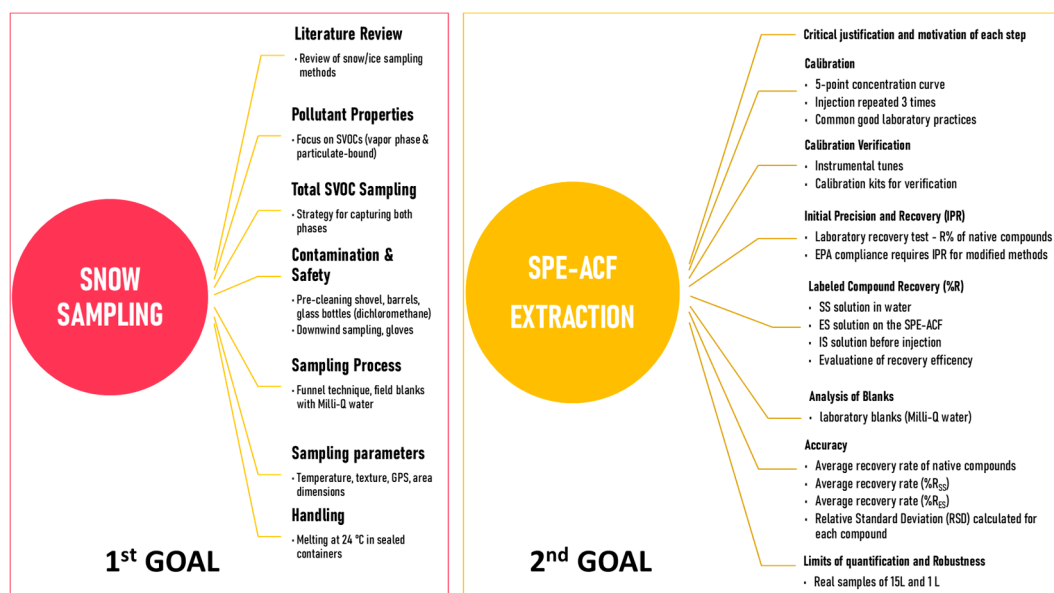 SNOW
SAMPLING
Literature Review
· Review of snow/ice sampling
methods
Pollutant Properties
· Focus on SVOCs (vapor phase &
particulate-bound)
Total SVOC Sampling
· Strategy for capturing both
phases
Contamination &
Safety
· Pre-cleaning shovel, barrels,
glass bottles (dichloromethane)
· Downwind sampling, gloves
Sampling Process
· Funnel technique, field blanks
with Milli-Q water
Sampling parameters
· Temperature, texture, GPS, area
dimensions
Handling
· Melting at 24 °C in sealed
containers
1st GOAL
SPE-ACF
EXTRACTION
Critical justification and motivation of each step
Calibration
• 5-point concentration curve
• Injection repeated 3 times
• Common good laboratory practices
Calibration Verification
• Instrumental tunes
• Calibration kits for verification
Initial Precision and Recovery (IPR)
• Laboratory recovery test - R% of native compounds
• EPA compliance requires IPR for modified methods
Labeled Compound Recovery (%R)
• SS solution in water
• ES solution on the SPE-ACF
• IS solution before injection
• Evaluatione of recovery efficency
Analysis of Blanks
• laboratory blanks (Milli-Q water)
Accuracy
• Average recovery rate of native compounds
• Average recovery rate (%RSS)
• Average recovery rate (%RES)
• Relative Standard Deviation (RSD) calculated for
each compound
Limits of quantification and Robustness
• Real samples of 15L and 1 L
2nd GOAL